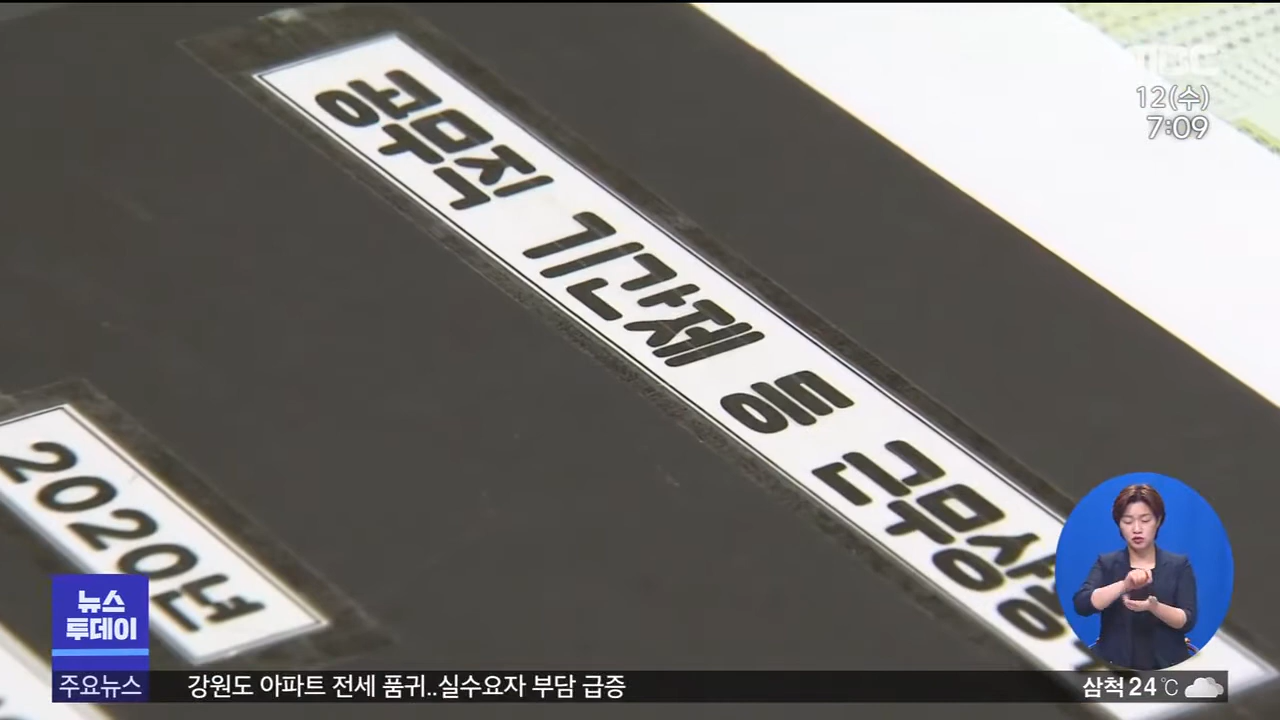 MBC
12(수)
7:09
공무직 기간제 등 근무상
2020년
뉴스
투데이
주요뉴스
강원도 아파트 전세 품귀..실수요자 부담 급증
삼척 24℃